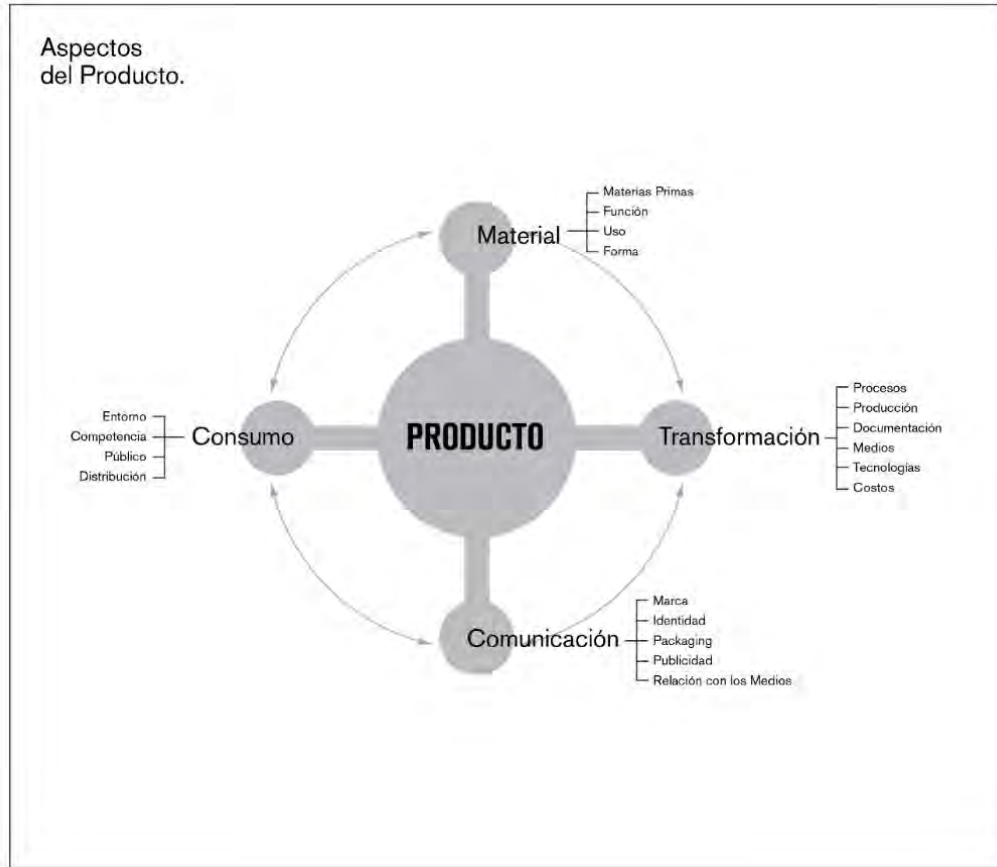 Aspectos
del Producto.
Material
Materias Primas
Función
Uso
Forma
Consumo
Entorno
Competencia
Público
Distribución
PRODUCTO
Transformación
Procesos
Producción
Documentación
Medios
Tecnologías
Costos
Comunicación
Marca
Identidad
Packaging
Publicidad
Relación con los Medios